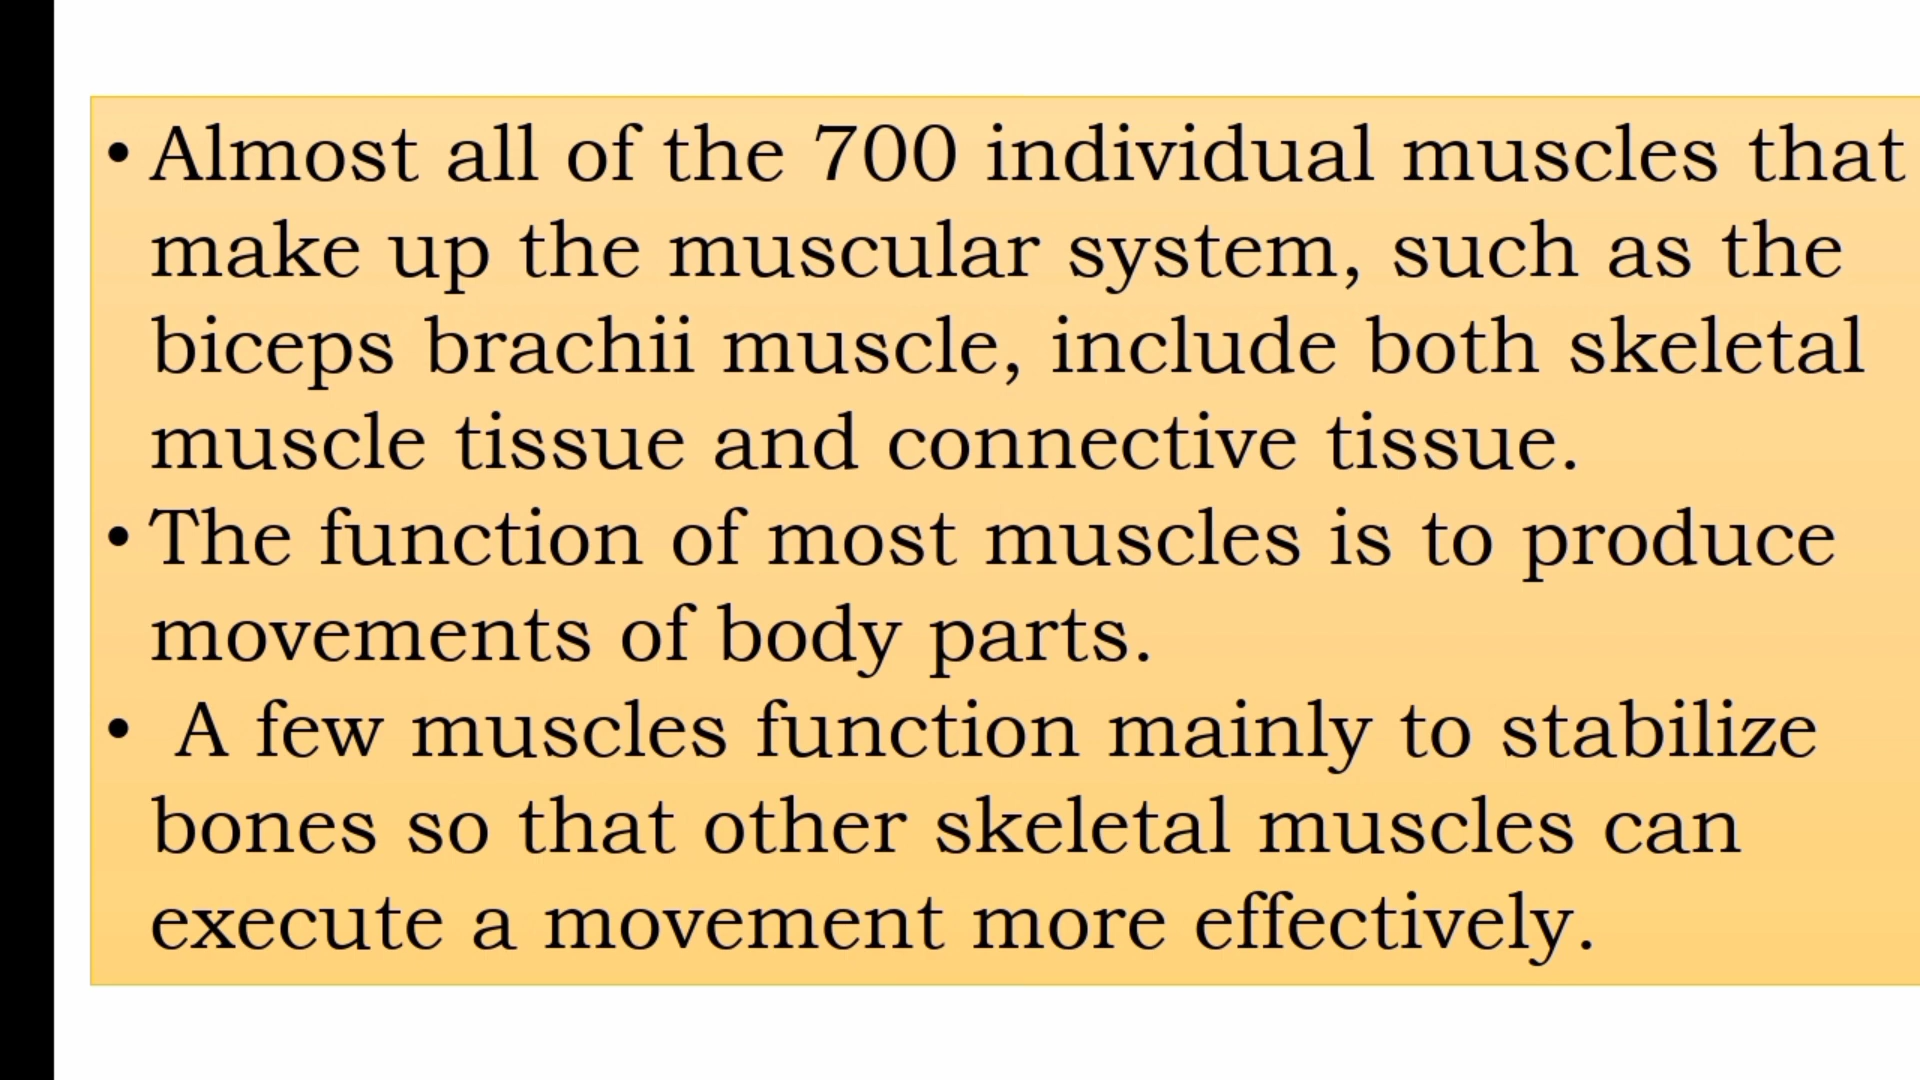 • Almost all of the 700 individual muscles that
make up the muscular system, such as the
biceps brachii muscle, include both skeletal
muscle tissue and connective tissue.
• The function of most muscles is to produce
movements of body parts.
• A few muscles function mainly to stabilize
bones so that other skeletal muscles can
execute a movement more effectively.